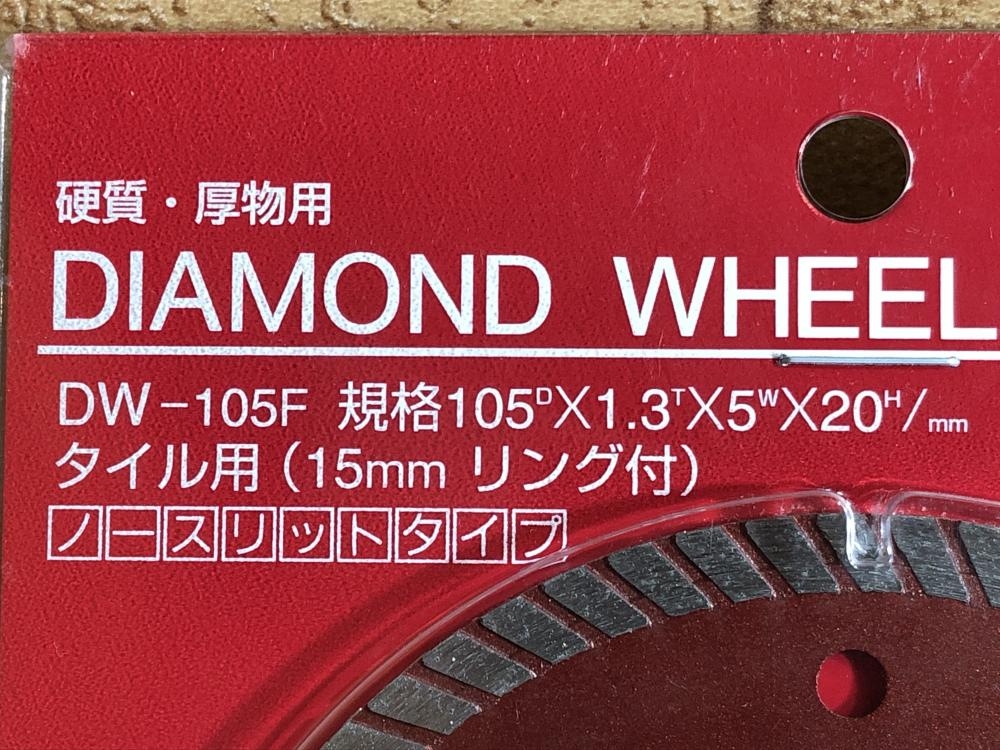 硬質・厚物用
DIAMOND WHEEL
DW-105F 規格105ᴰX1.3ᵀX5ᵂX20ᴴ/mm
タイル用（15mm リング付）
ノースリットタイプ